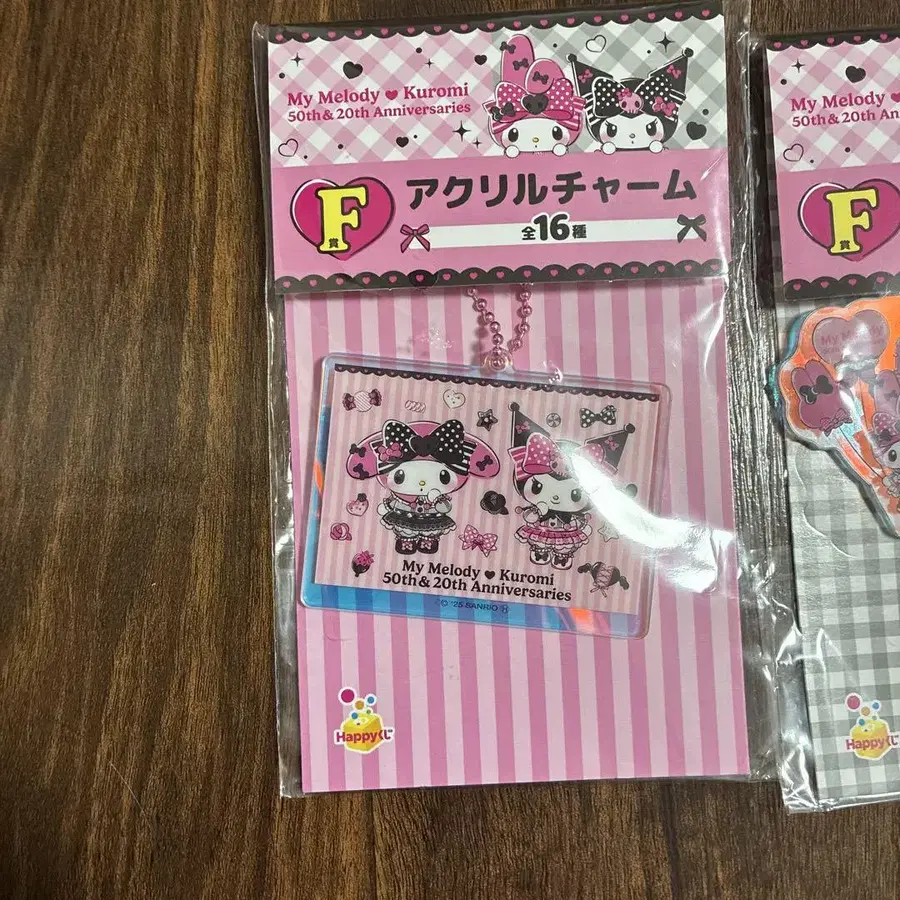 My Melody ♥ Kuromi
50th & 20th Anniversaries
F
賞
アクリルチャーム
全16種
My Melody ♥ Kuromi
50th & 20th Anniversaries
© '25 SANRIO Ⓗ
Happyくじ
My Melody ♥
50th & 20th A
F
賞
My Melody
Happyくじ